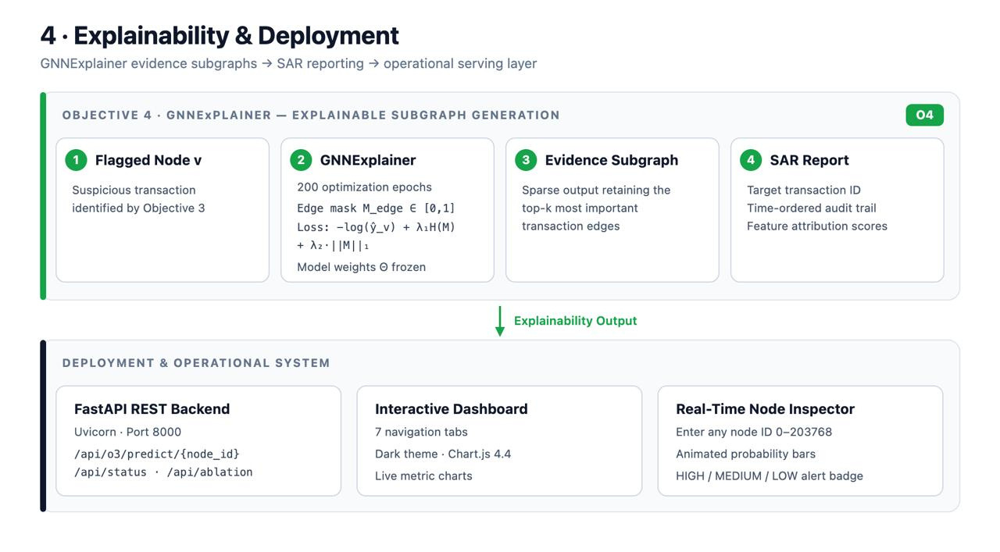 4 · Explainability & Deployment
GNNExplainer evidence subgraphs → SAR reporting → operational serving layer
OBJECTIVE 4 · GNNExPLAINER — EXPLAINABLE SUBGRAPH GENERATION
O4
1 Flagged Node v
Suspicious transaction
identified by Objective 3
2 GNNExplainer
200 optimization epochs
Edge mask M_edge ∈ [0,1]
Loss: −log(ŷ_v) + λ₁H(M)
+ λ₂·||M||₁
Model weights Θ frozen
3 Evidence Subgraph
Sparse output retaining the
top-k most important
transaction edges
4 SAR Report
Target transaction ID
Time-ordered audit trail
Feature attribution scores
Explainability Output
DEPLOYMENT & OPERATIONAL SYSTEM
FastAPI REST Backend
Uvicorn · Port 8000
/api/o3/predict/{node_id}
/api/status · /api/ablation
Interactive Dashboard
7 navigation tabs
Dark theme · Chart.js 4.4
Live metric charts
Real-Time Node Inspector
Enter any node ID 0–203768
Animated probability bars
HIGH / MEDIUM / LOW alert badge